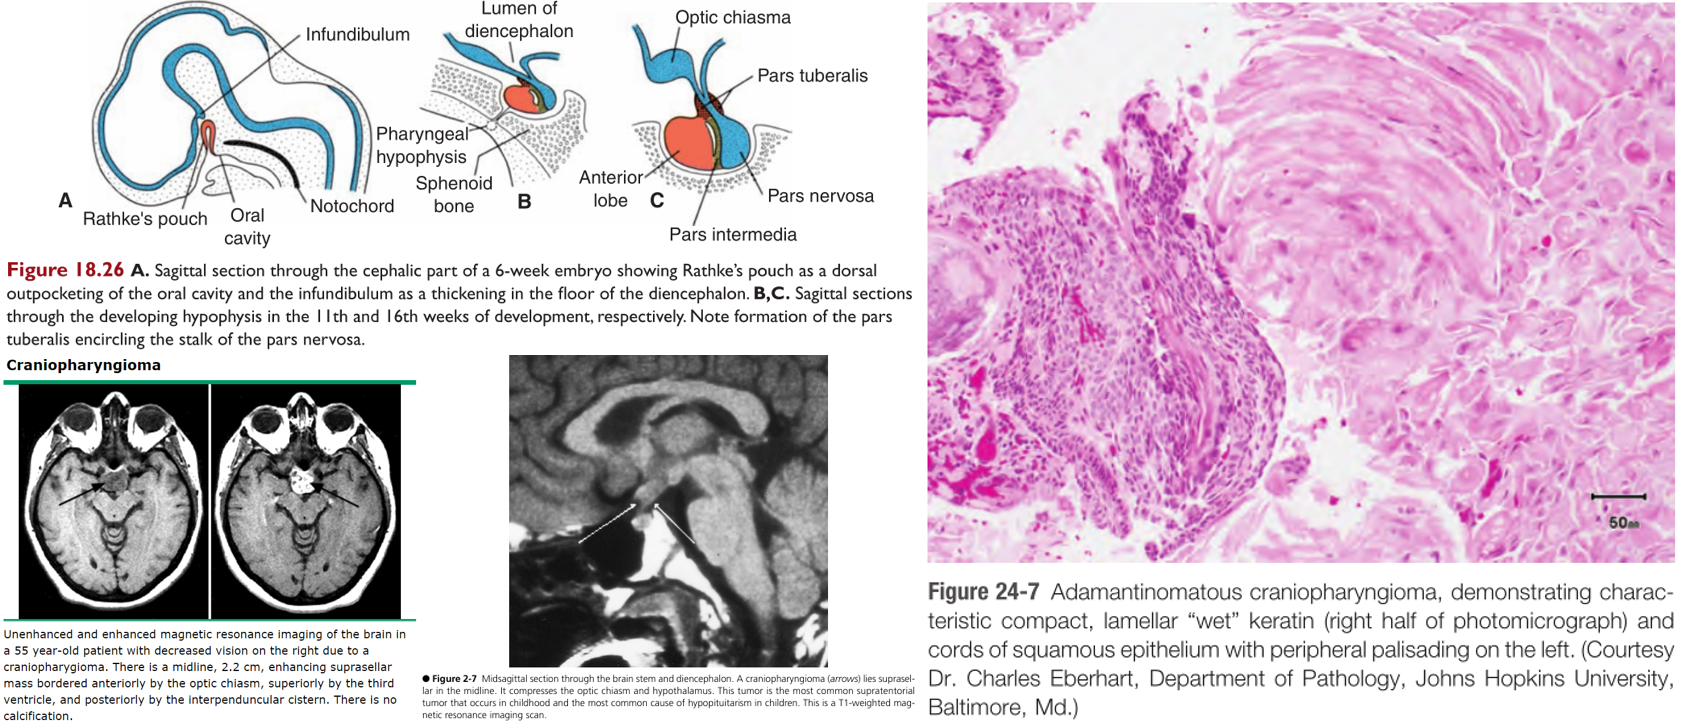 Infundibulum
Rathke's pouch
Oral
cavity
Notochord
A
Lumen of
diencephalon
Pharyngeal
hypophysis
Sphenoid
bone
B
Optic chiasma
Pars tuberalis
Anterior
lobe
C
Pars nervosa
Pars intermedia
Figure 18.26 A. Sagittal section through the cephalic part of a 6-week embryo showing Rathke's pouch as a dorsal
outpocketing of the oral cavity and the infundibulum as a thickening in the floor of the diencephalon. B,C. Sagittal sections
through the developing hypophysis in the 11th and 16th weeks of development, respectively. Note formation of the pars
tuberalis encircling the stalk of the pars nervosa.
Craniopharyngioma
Unenhanced and enhanced magnetic resonance imaging of the brain in
a 55 year-old patient with decreased vision on the right due to a
craniopharygioma. There is a midline, 2.2 cm, enhancing suprasellar
mass bordered anteriorly by the optic chiasm, superiorly by the third
ventricle, and posteriorly by the interpenduncular cistern. There is no
calcification.
● Figure 2-7 Midsagittal section through the brain stem and diencephalon. A craniopharyngioma (arrows) lies suprasel-
lar in the midline. It compresses the optic chiasm and hypothalamus. This tumor is the most common supratentorial
tumor that occurs in childhood and the most common cause of hypopituitarism in children. This is a T1-weighted mag-
netic resonance imaging scan.
50
Figure 24-7 Adamantinomatous craniopharyngioma, demonstrating charac-
teristic compact, lamellar “wet” keratin (right half of photomicrograph) and
cords of squamous epithelium with peripheral palisading on the left. (Courtesy
Dr. Charles Eberhart, Department of Pathology, Johns Hopkins University,
Baltimore, Md.)